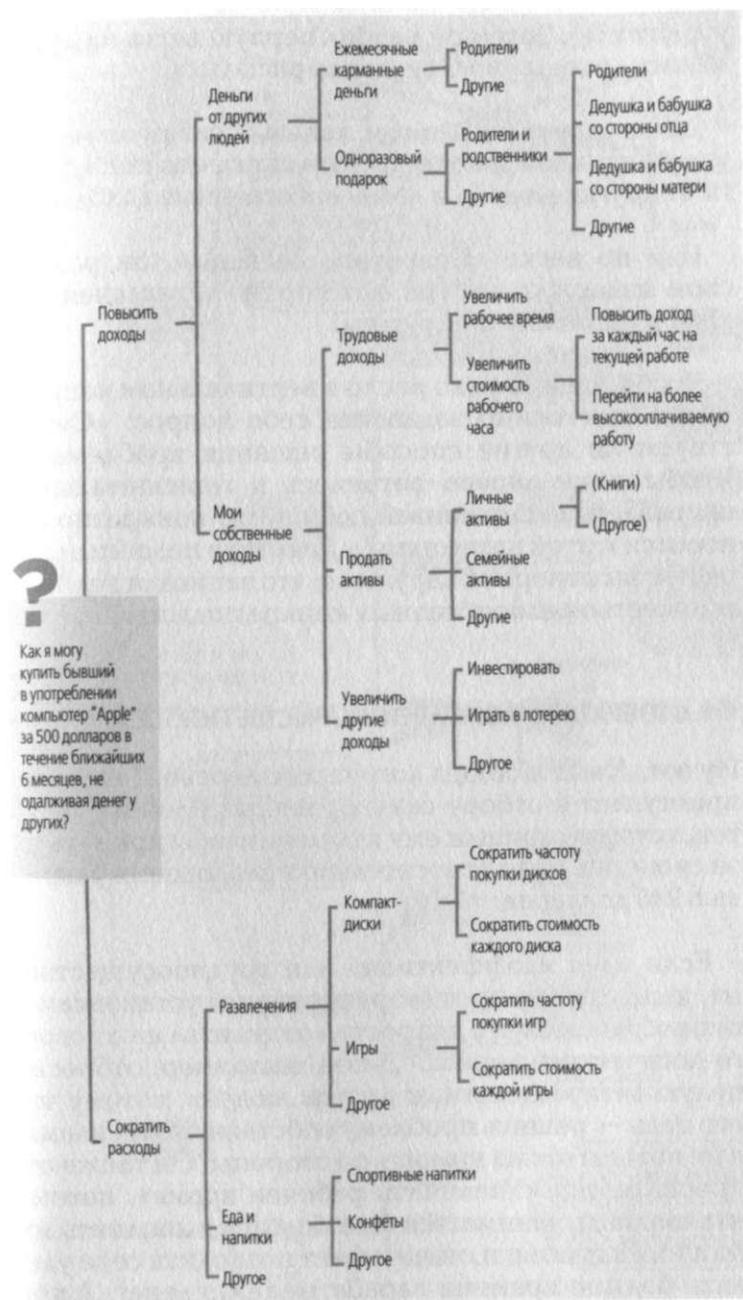 Ежемесячные
карманные
деньги
Родители
Другие
Деньги
от других
людей
Одноразовый
подарок
Родители и
родственники
Другие
Родители
Дедушка и бабушка
со стороны отца
Дедушка и бабушка
со стороны матери
Другие
Повысить
доходы
Трудовые
доходы
Увеличить
рабочее время
Увеличить
стоимость
рабочего
часа
Повысить доход
за каждый час на
текущей работе
Перейти на более
высокооплачиваемую
работу
Мои
собственные
доходы
Продать
активы
Личные
активы
(Книги)
(Другое)
Семейные
активы
Другие
Увеличить
другие
доходы
Инвестировать
Играть в лотерею
Другое
?
Как я могу
купить бывший
в употреблении
компьютер "Apple"
за 500 долларов в
течение ближайших
6 месяцев, не
одалживая денег у
других?
Компакт-
диски
Сократить частоту
покупки дисков
Сократить стоимость
каждого диска
Развлечения
Игры
Сократить частоту
покупки игр
Сократить стоимость
каждой игры
Другое
Сократить
расходы
Еда и
напитки
Спортивные напитки
Конфеты
Другое
Другое